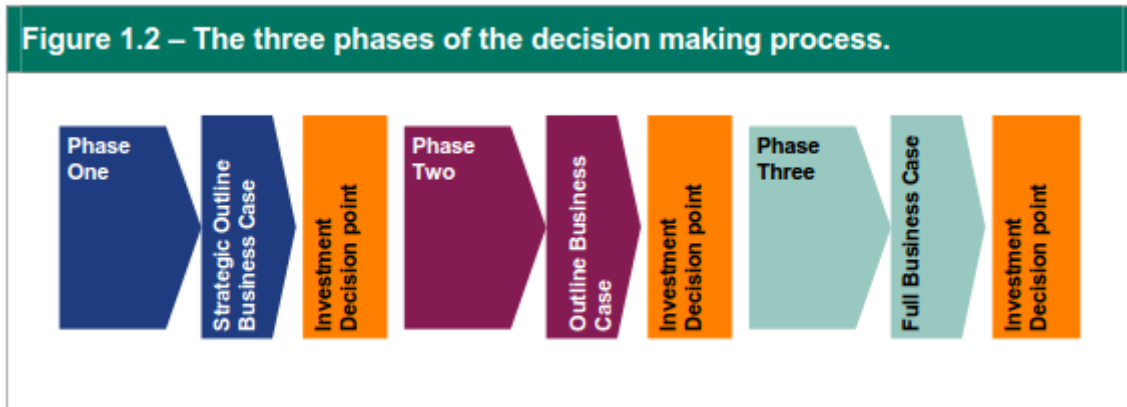 Figure 1.2 – The three phases of the decision making process.
Phase
One
Strategic Outline
Business Case
Investment
Decision point
Phase
Two
Outline Business
Case
Investment
Decision point
Phase
Three
Full Business Case
Investment
Decision point